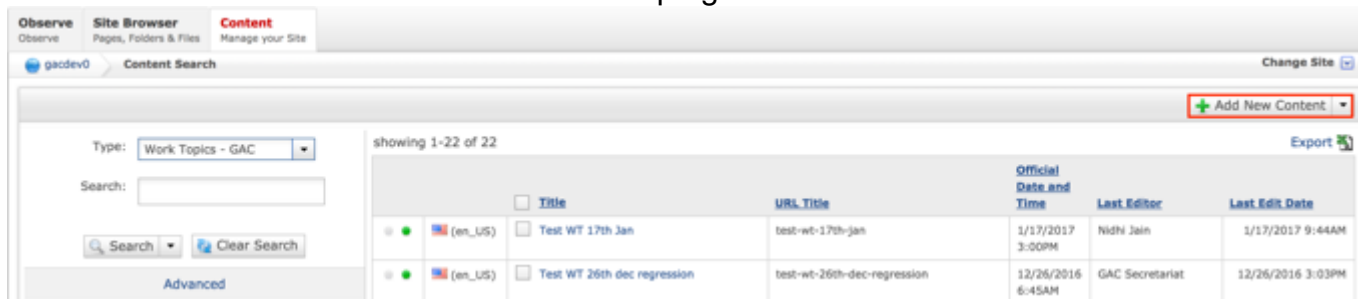 Observe Site Browser Content
Observe Pages, Folders & Files Manage your Site
gacdev0 Content Search Change Site
Add New Content
Type: Work Topics - GAC showing 1-22 of 22 Export
Search:
Official
Date and
Title URL Title Time Last Editor Last Edit Date
(en_US) Test WT 17th Jan test-wt-17th-jan 1/17/2017 Nidhi Jain 1/17/2017 9:44AM
3:00PM
Search Clear Search
(en_US) Test WT 26th dec regression test-wt-26th-dec-regression 12/26/2016 GAC Secretariat 12/26/2016 3:03PM
6:45AM
Advanced